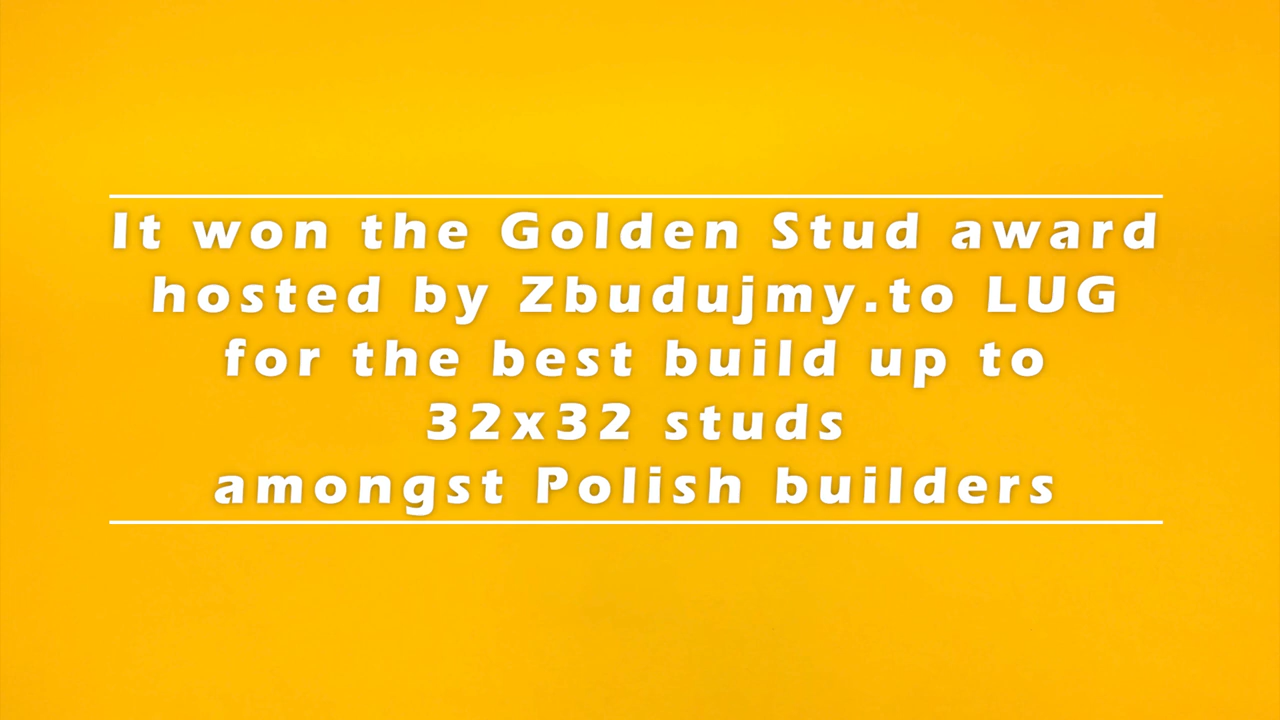 It won the Golden Stud award
hosted by Zbudujmy.to LUG
for the best build up to
32x32 studs
amongst Polish builders